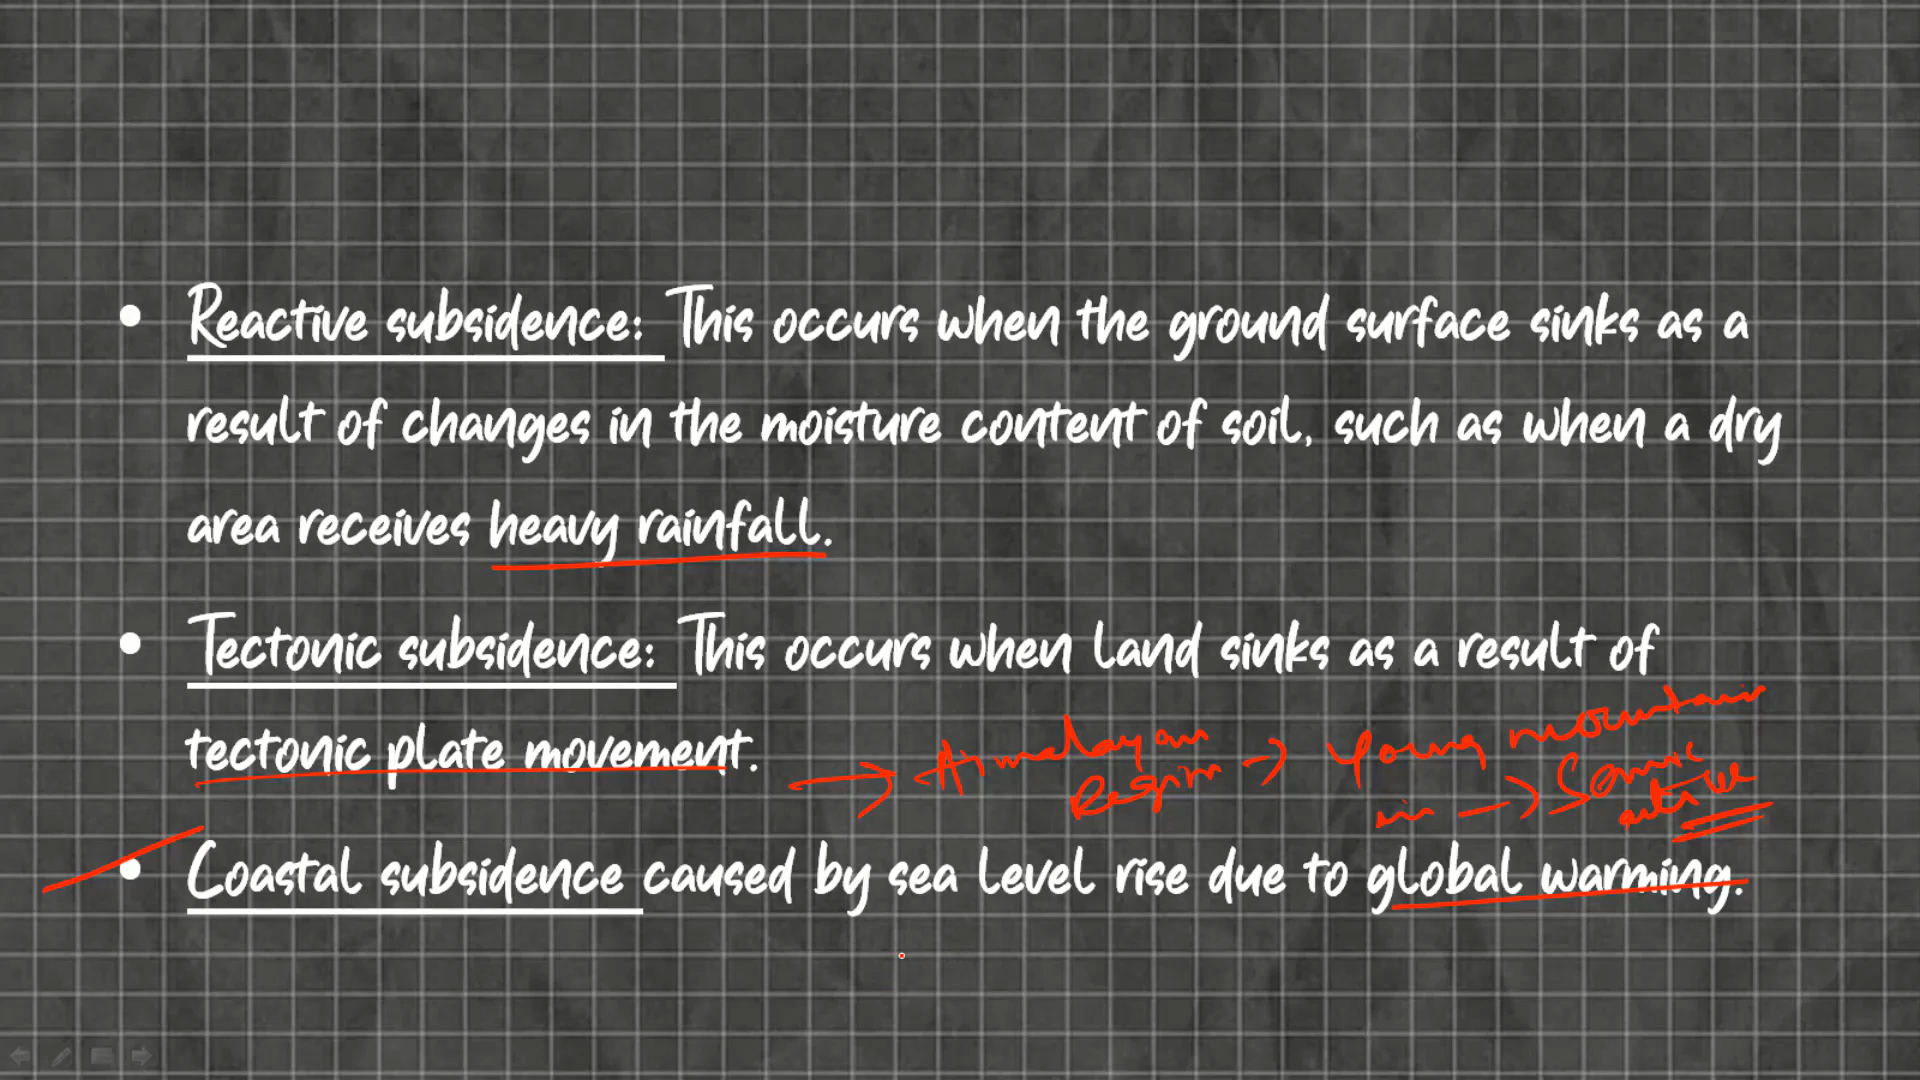 • Reactive subsidence: This occurs when the ground surface sinks as a
result of changes in the moisture content of soil, such as when a dry
area receives heavy rainfall.
• Tectonic subsidence: This occurs when land sinks as a result of
tectonic plate movement.
→ Himalayan Region → Young mountain → active
• Coastal subsidence caused by sea level rise due to global warming.